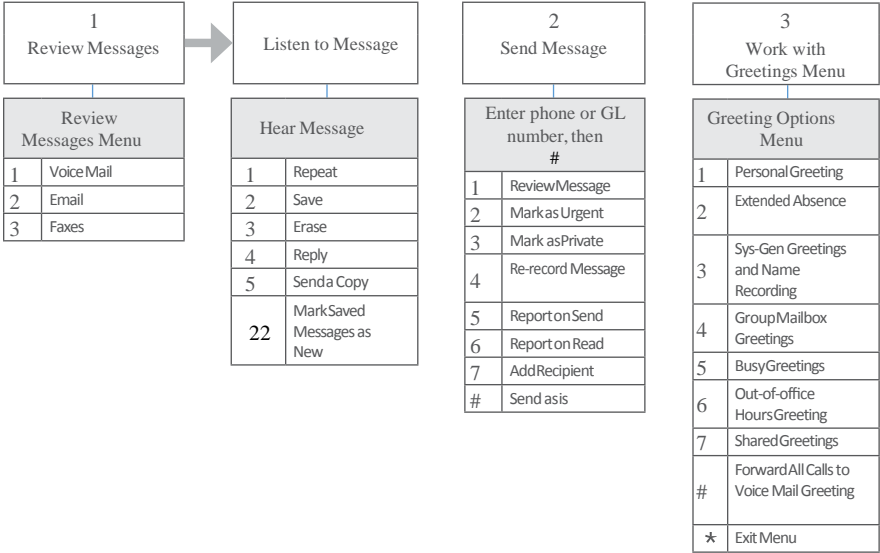 1
Review Messages
Listen to Message
2
Send Message
3
Work with
Greetings Menu
Review
Messages Menu
1 Voice Mail
2 Email
3 Faxes
Hear Message
1 Repeat
2 Save
3 Erase
4 Reply
5 Send a Copy
22 Mark Saved
Messages as
New
Enter phone or GL
number, then
#
1 Review Message
2 Mark as Urgent
3 Mark as Private
4 Re-record Message
5 Report on Send
6 Report on Read
7 Add Recipient
# Send as is
Greeting Options
Menu
1 Personal Greeting
2 Extended Absence
3 Sys-Gen Greetings
and Name
Recording
4 Group Mailbox
Greetings
5 Busy Greetings
6 Out-of-office
Hours Greeting
7 Shared Greetings
# Forward All Calls to
Voice Mail Greeting
* Exit Menu